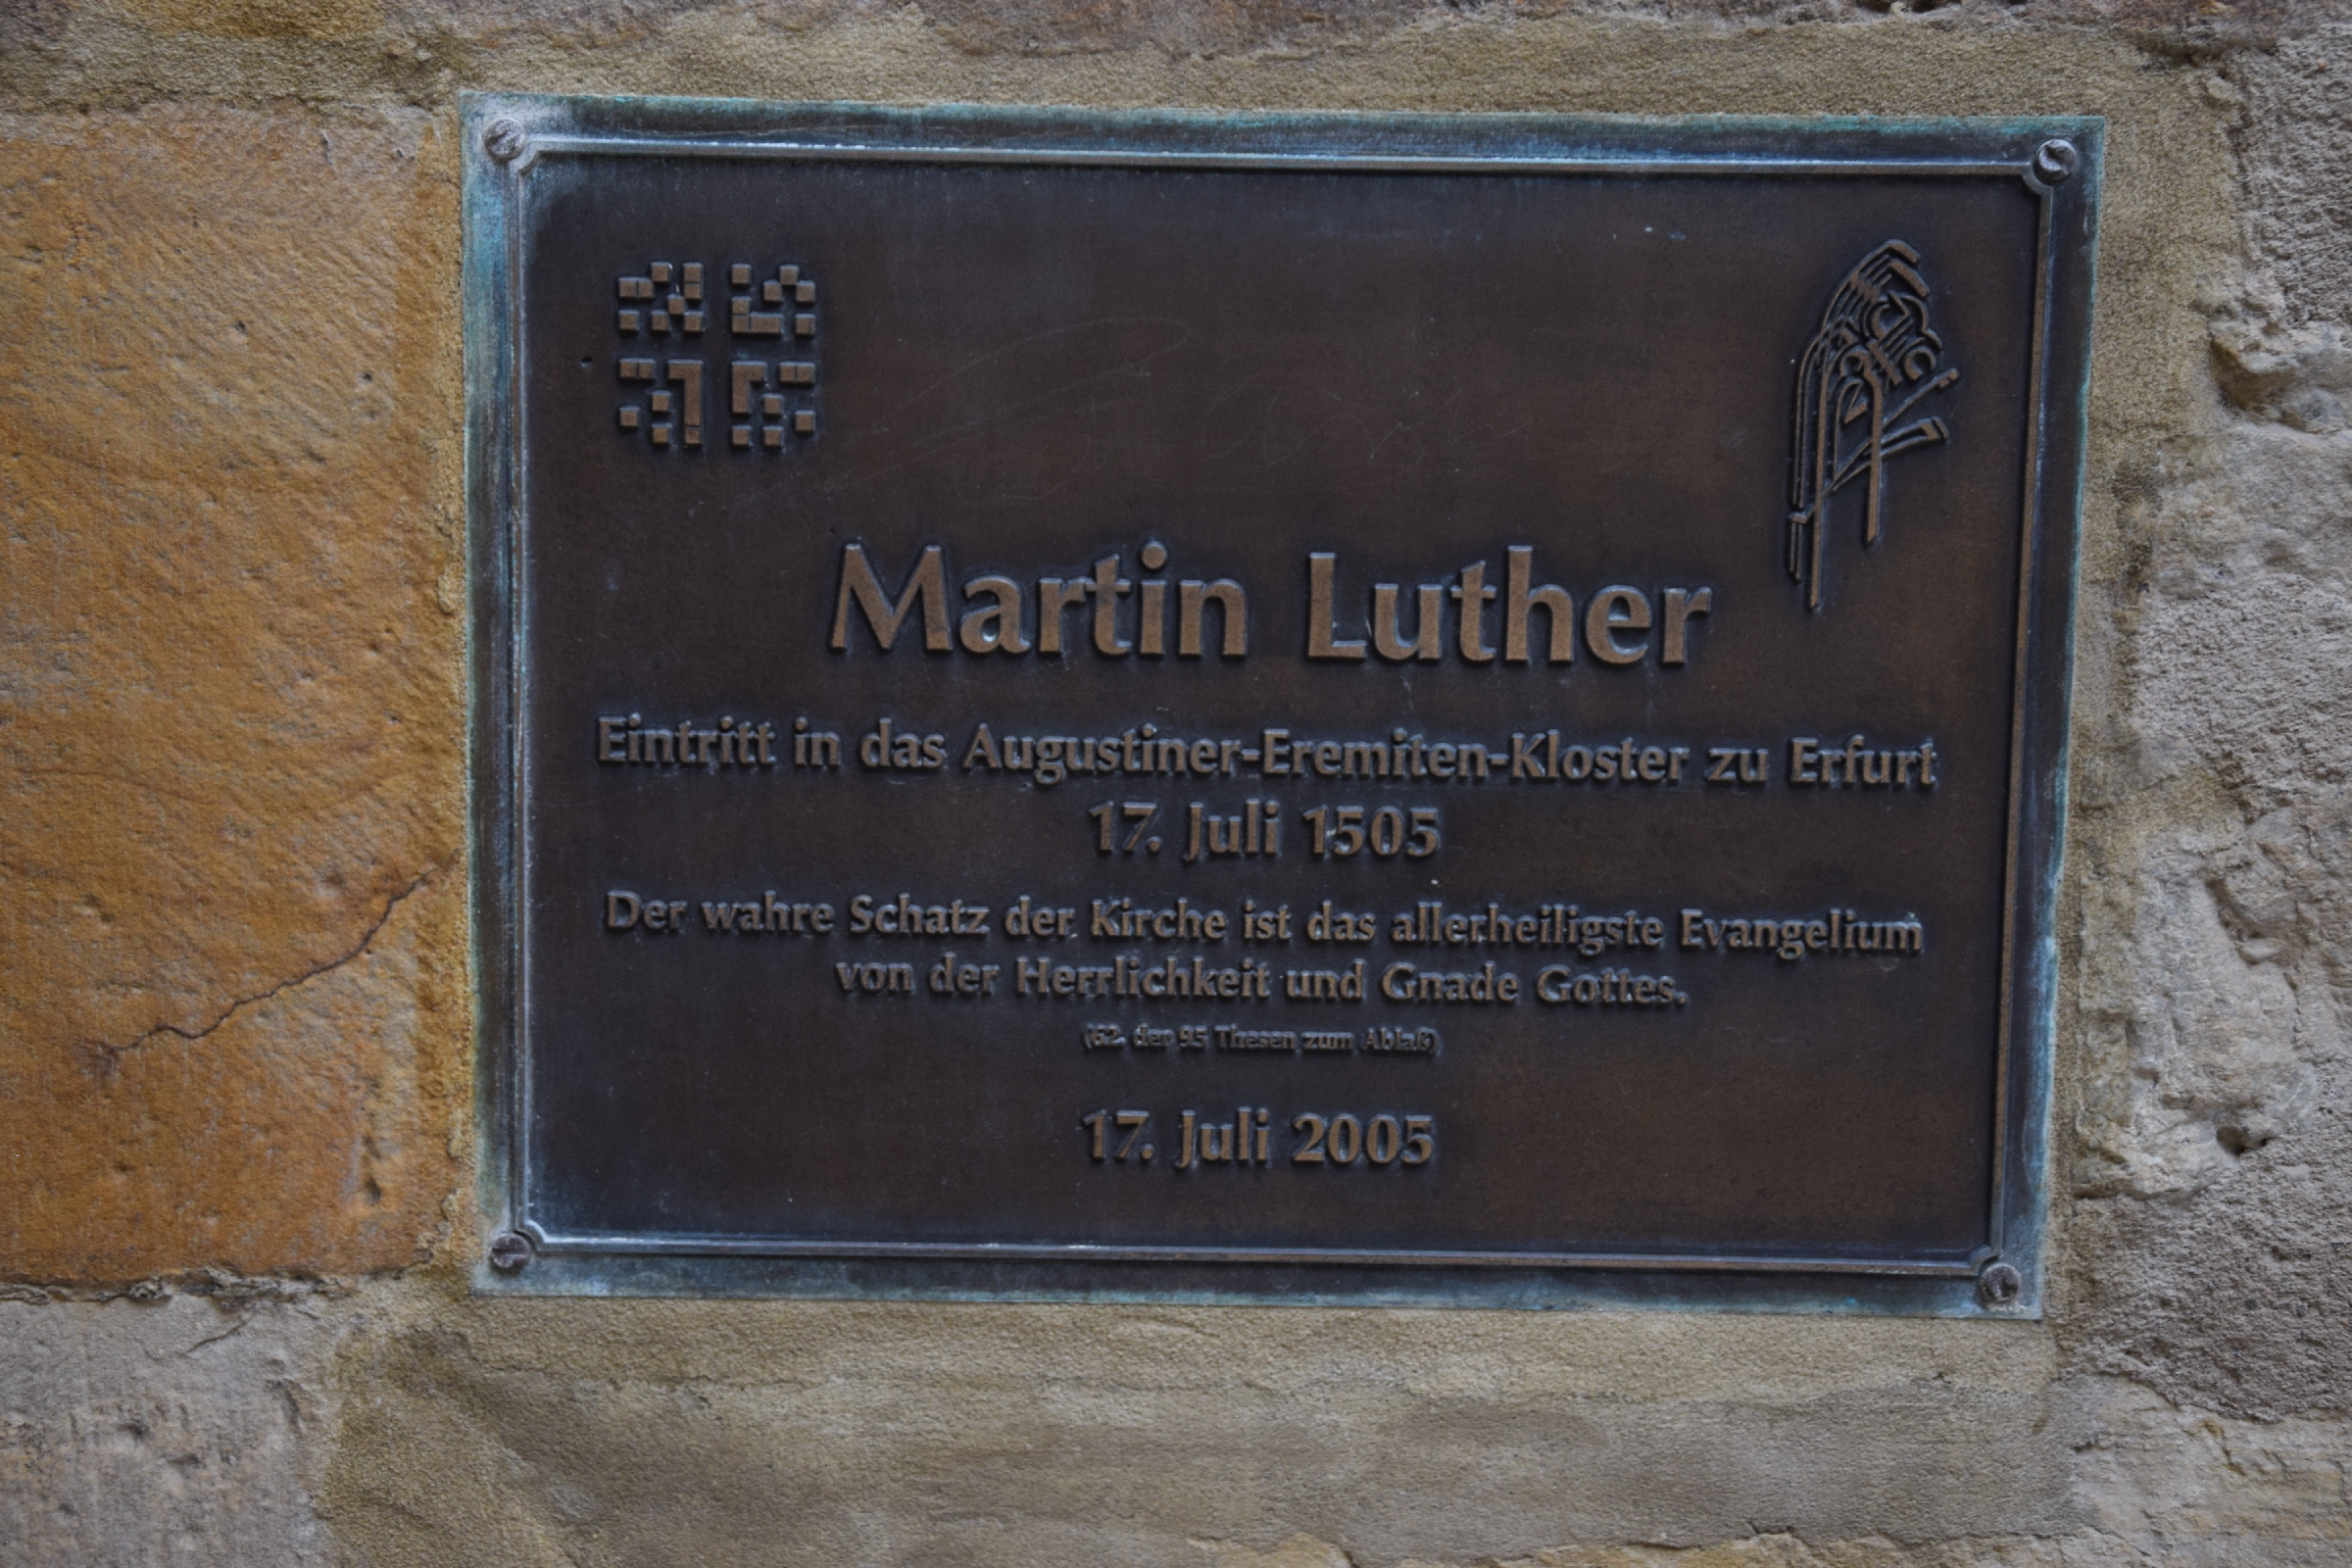 Martin Luther
Eintritt in das Augustiner-Eremiten-Kloster zu Erfurt
17. Juli 1505
Der wahre Schatz der Kirche ist das allerheiligste Evangelium
von der Herrlichkeit und Gnade Gottes.
(62. der 95 Thesen zum Ablaß)
17. Juli 2005